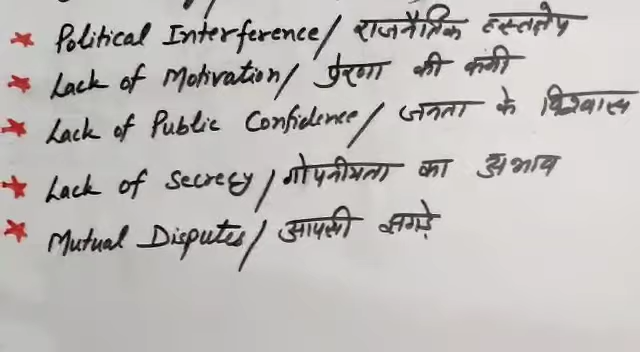 ★ Political Interference/ राजनैतिक हस्तक्षेप
★ Lack of Motivation/ प्रेरणा की कमी
★ Lack of Public Confidence/ जनता के विश्वास
★ Lack of Secrecy/ गोपनीयता का अभाव
★ Mutual Disputes/ आपसी झगड़े